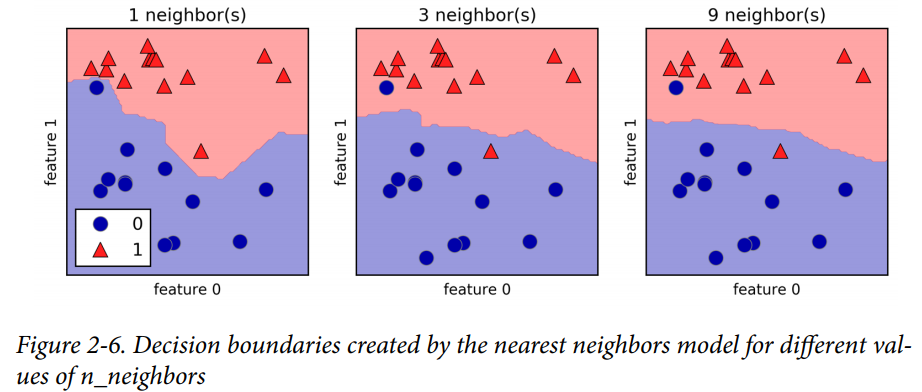 1 neighbor(s)
3 neighbor(s)
9 neighbor(s)
feature 1
feature 1
feature 1
0
1
feature 0
feature 0
feature 0
Figure 2-6. Decision boundaries created by the nearest neighbors model for different val-
ues of n_neighbors